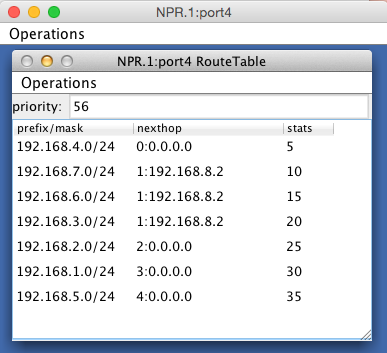 NPR.1:port4
Operations
NPR.1:port4 RouteTable
Operations
priority: 56
prefix/mask nexthop stats
192.168.4.0/24 0:0.0.0.0 5
192.168.7.0/24 1:192.168.8.2 10
192.168.6.0/24 1:192.168.8.2 15
192.168.3.0/24 1:192.168.8.2 20
192.168.2.0/24 2:0.0.0.0 25
192.168.1.0/24 3:0.0.0.0 30
192.168.5.0/24 4:0.0.0.0 35